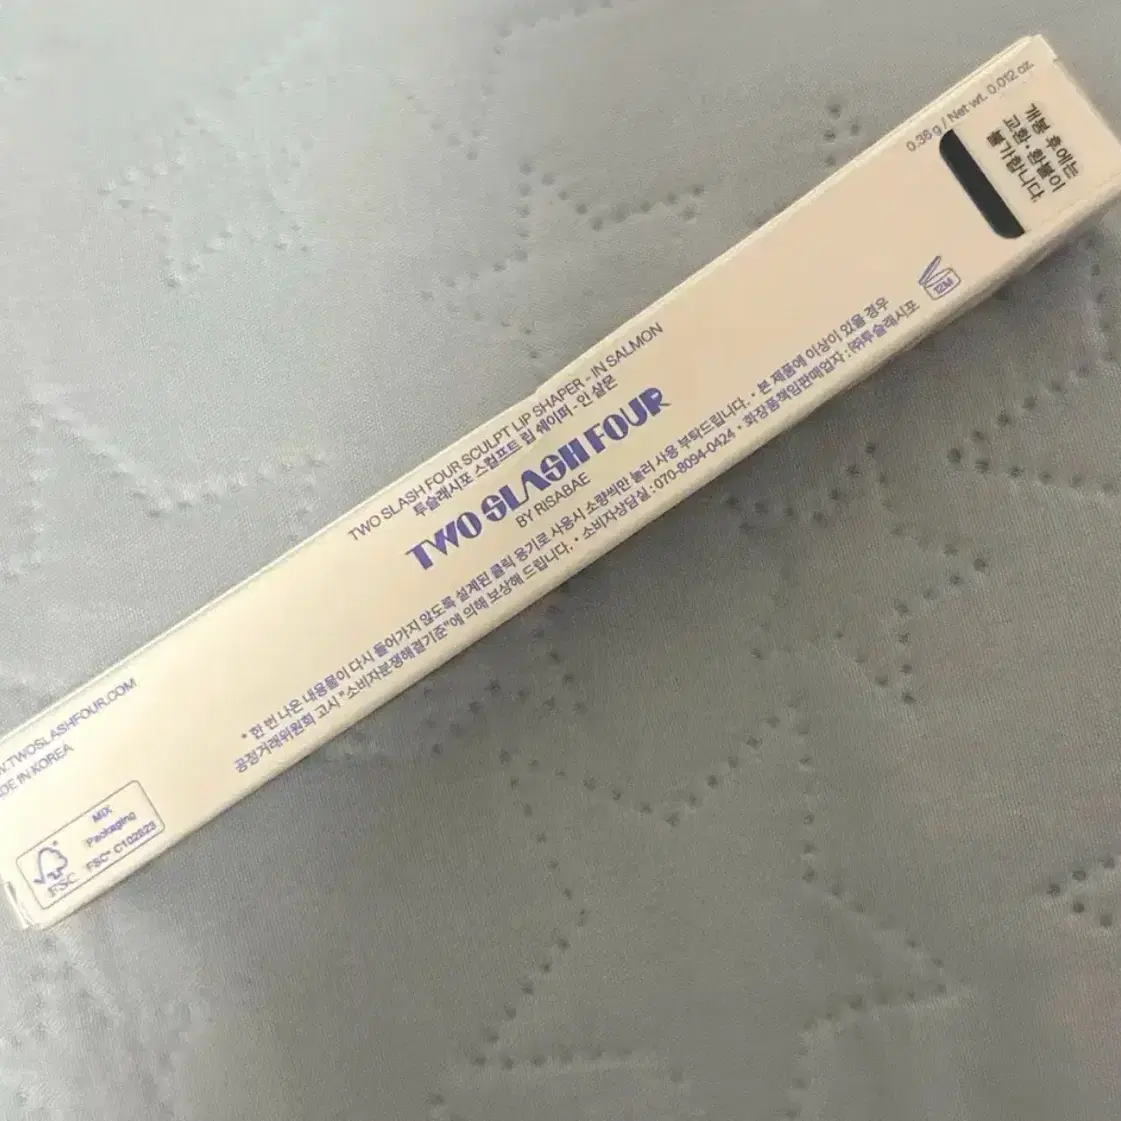 TWO SLASH FOUR SCULPT LIP SHAPER - IN SALMON
투슬래시포 스컬프트 립 쉐이퍼 - 인 살몬
TWO SLASH FOUR
BY RISABAE
* 한 번 나온 내용물이 다시 들어가지 않도록 설계된 클릭 용기로 사용시 소량씩만 눌러 사용 부탁드립니다. • 본 제품에 이상이 있을 경우
공정거래위원회 고시 "소비자분쟁해결기준"에 의해 보상해 드립니다. • 소비자상담실 : 070-8094-0424 • 화장품책임판매업자 : ㈜투슬래시포
12M
0.36 g / Net wt. 0.012 oz.
개봉 후에는
교환·환불이
불가합니다.
W.TWOSLASHFOUR.COM
DE IN KOREA
FSC
MIX
Packaging
FSC® C102823